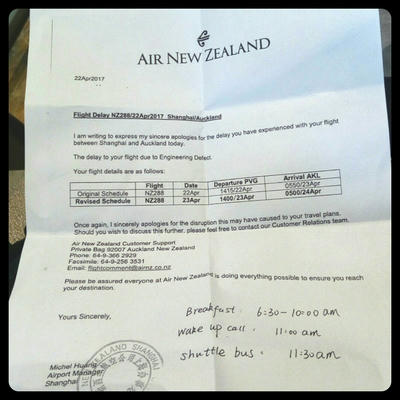 AIR NEW ZEALAND
22Apr2017
Flight Delay NZ288/22Apr2017 Shanghai/Auckland
I am writing to express my sincere apologies for the delay you have experienced with your flight
between Shanghai and Auckland today.
The delay to your flight due to Engineering Defect.
Your flight details are as follows:
Flight Date Departure PVG Arrival AKL
Original Schedule NZ288 22Apr 1415/22Apr 0550/23Apr
Revised Schedule NZ288 23Apr 1400/23Apr 0500/24Apr
Once again, I sincerely apologies for the disruption this may have caused to your travel plans.
Should you wish to discuss this further, please feel free to contact our Customer Relations team.
Air New Zealand Customer Support
Private Bag 92007 Auckland New Zealand
Phone: 64-9-366 2929
Facsimile: 64-9-256 3531
Email: flightcomment@airnz.co.nz
Please be assured everyone at Air New Zealand is doing everything possible to ensure you reach
your destination.
Yours Sincerely,
Breakfast: 6:30-10:00 am
wake up call: 11:00 am
shuttle bus: 11:30am
Michel Huang
Airport Manager
Shanghai
NEW ZEALAND SHANGHAI